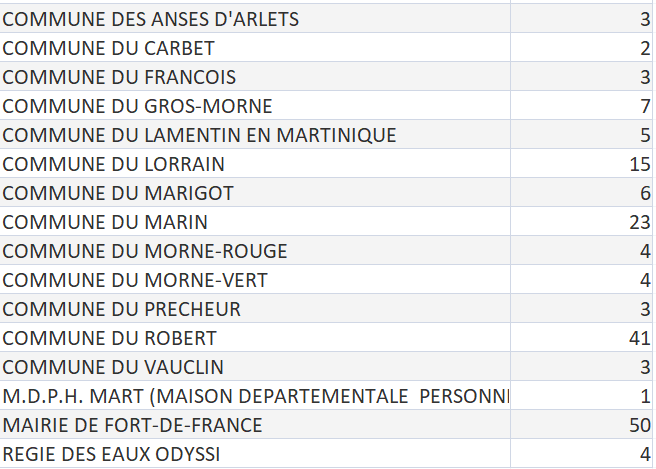 COMMUNE DES ANSES D'ARLETS 3
COMMUNE DU CARBET 2
COMMUNE DU FRANCOIS 3
COMMUNE DU GROS-MORNE 7
COMMUNE DU LAMENTIN EN MARTINIQUE 5
COMMUNE DU LORRAIN 15
COMMUNE DU MARIGOT 6
COMMUNE DU MARIN 23
COMMUNE DU MORNE-ROUGE 4
COMMUNE DU MORNE-VERT 4
COMMUNE DU PRECHEUR 3
COMMUNE DU ROBERT 41
COMMUNE DU VAUCLIN 3
M.D.P.H. MART (MAISON DEPARTEMENTALE PERSONN 1
MAIRIE DE FORT-DE-FRANCE 50
REGIE DES EAUX ODYSSI 4